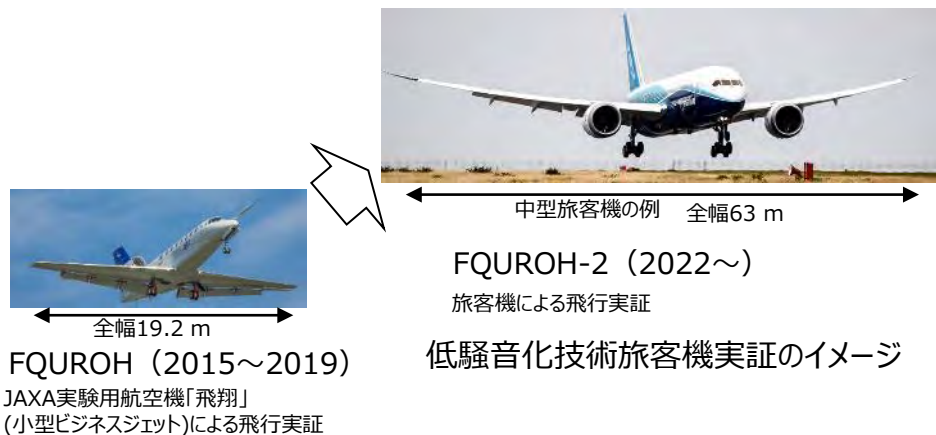 中型旅客機の例 全幅63 m
FQUROH-2（2022～）
旅客機による飛行実証
低騒音化技術旅客機実証のイメージ
全幅19.2 m
FQUROH（2015～2019）
JAXA実験用航空機「飛翔」
(小型ビジネスジェット)による飛行実証